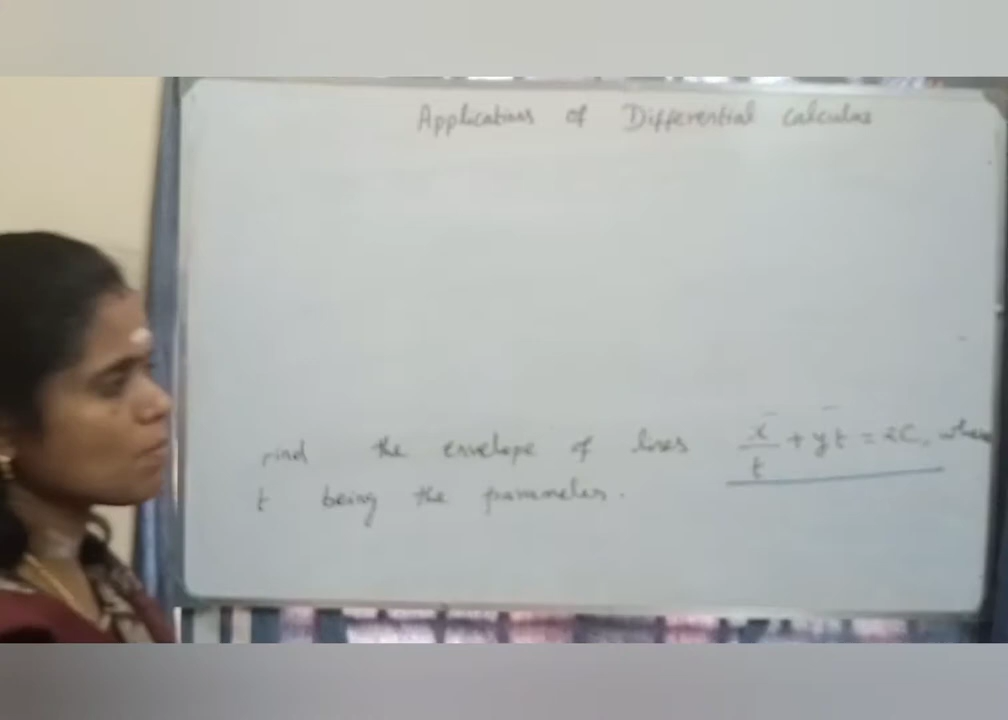 Applications of Differential Calculus
Find the envelope of lines x/t + yt = 2C, where
t being the parameter.